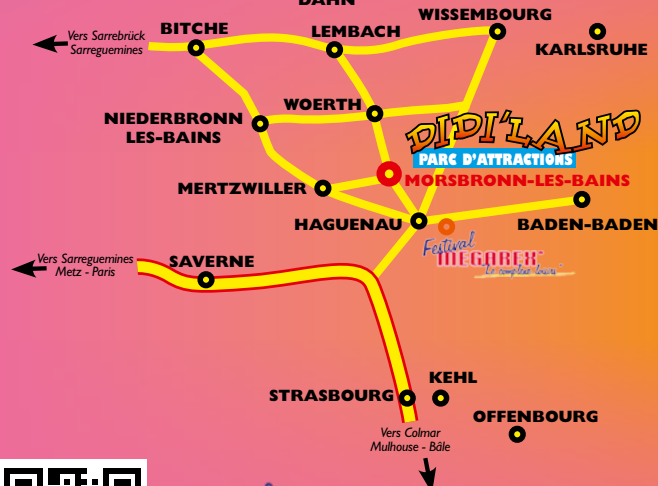 DAHN
WISSEMBOURG
BITCHE
LEMBACH
Vers Sarrebrück
Sarreguemines
KARLSRUHE
WOERTH
NIEDERBRONN
LES-BAINS
DIDI'LAND
PARC D'ATTRACTIONS
MORSBRONN-LES-BAINS
MERTZWILLER
HAGUENAU
BADEN-BADEN
Festival
MEGAREX
"Le complexe loisirs"
Vers Sarreguemines
Metz - Paris
SAVERNE
STRASBOURG
KEHL
OFFENBOURG
Vers Colmar
Mulhouse - Bâle